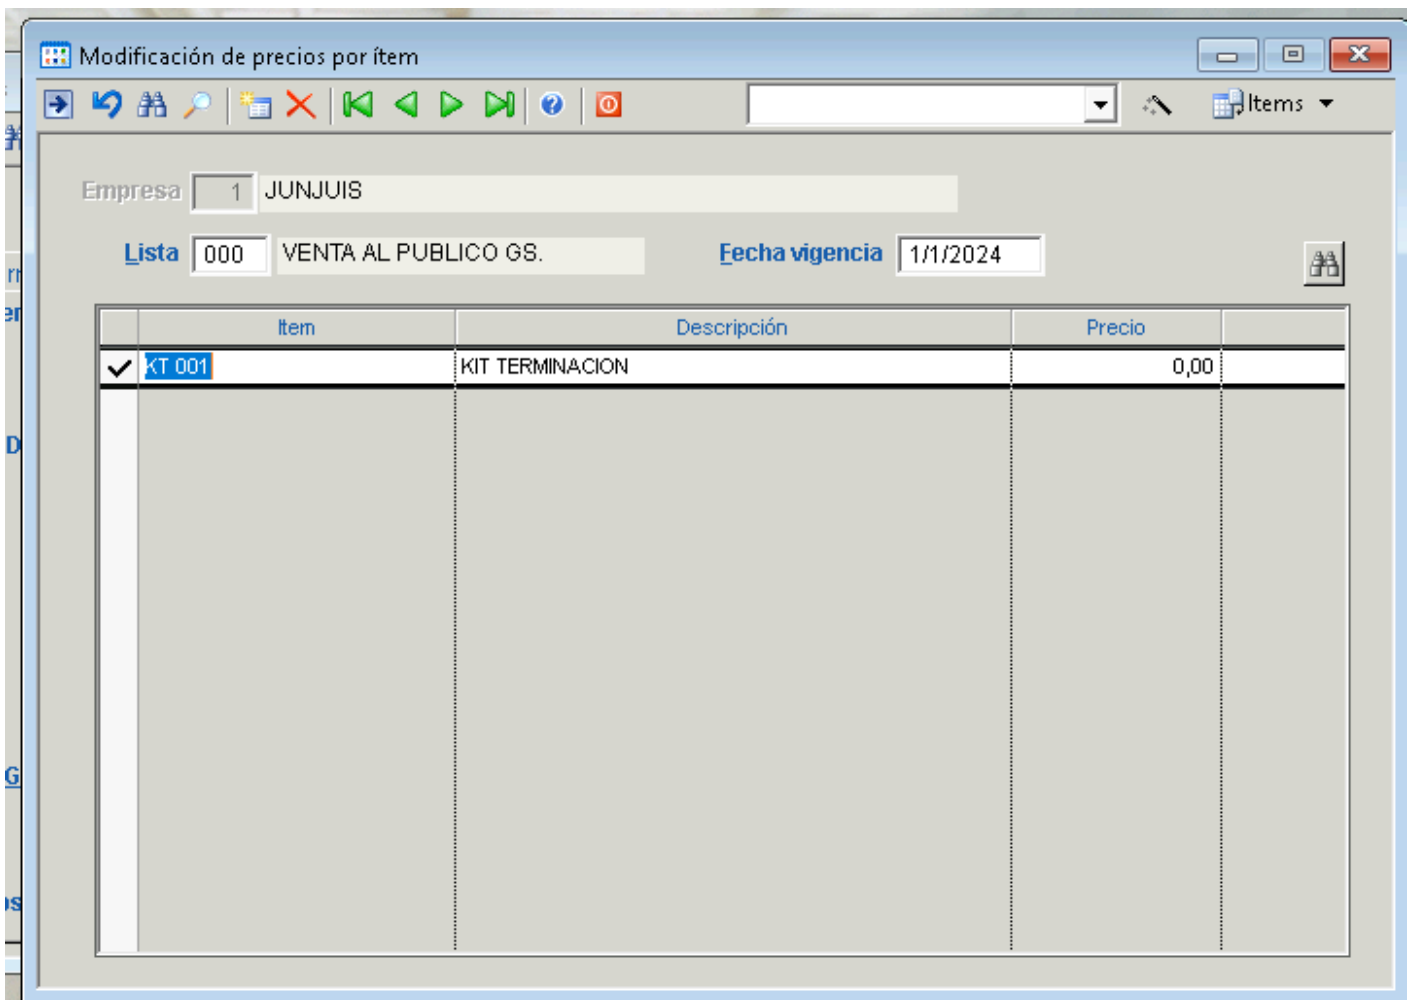 Modificación de precios por ítem
Items
Empresa 1 JUNJUIS
Lista 000 VENTA AL PUBLICO GS. Fecha vigencia 1/1/2024
Item Descripción Precio
KT 001 KIT TERMINACION 0,00
D
G